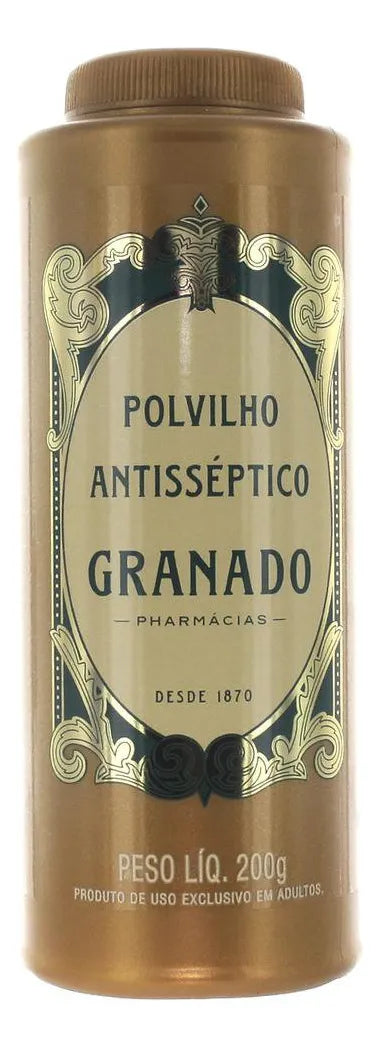 POLVILHO
ANTISSÉPTICO
GRANADO
— PHARMÁCIAS —
DESDE 1870
PESO LÍQ. 200g
PRODUTO DE USO EXCLUSIVO EM ADULTOS.